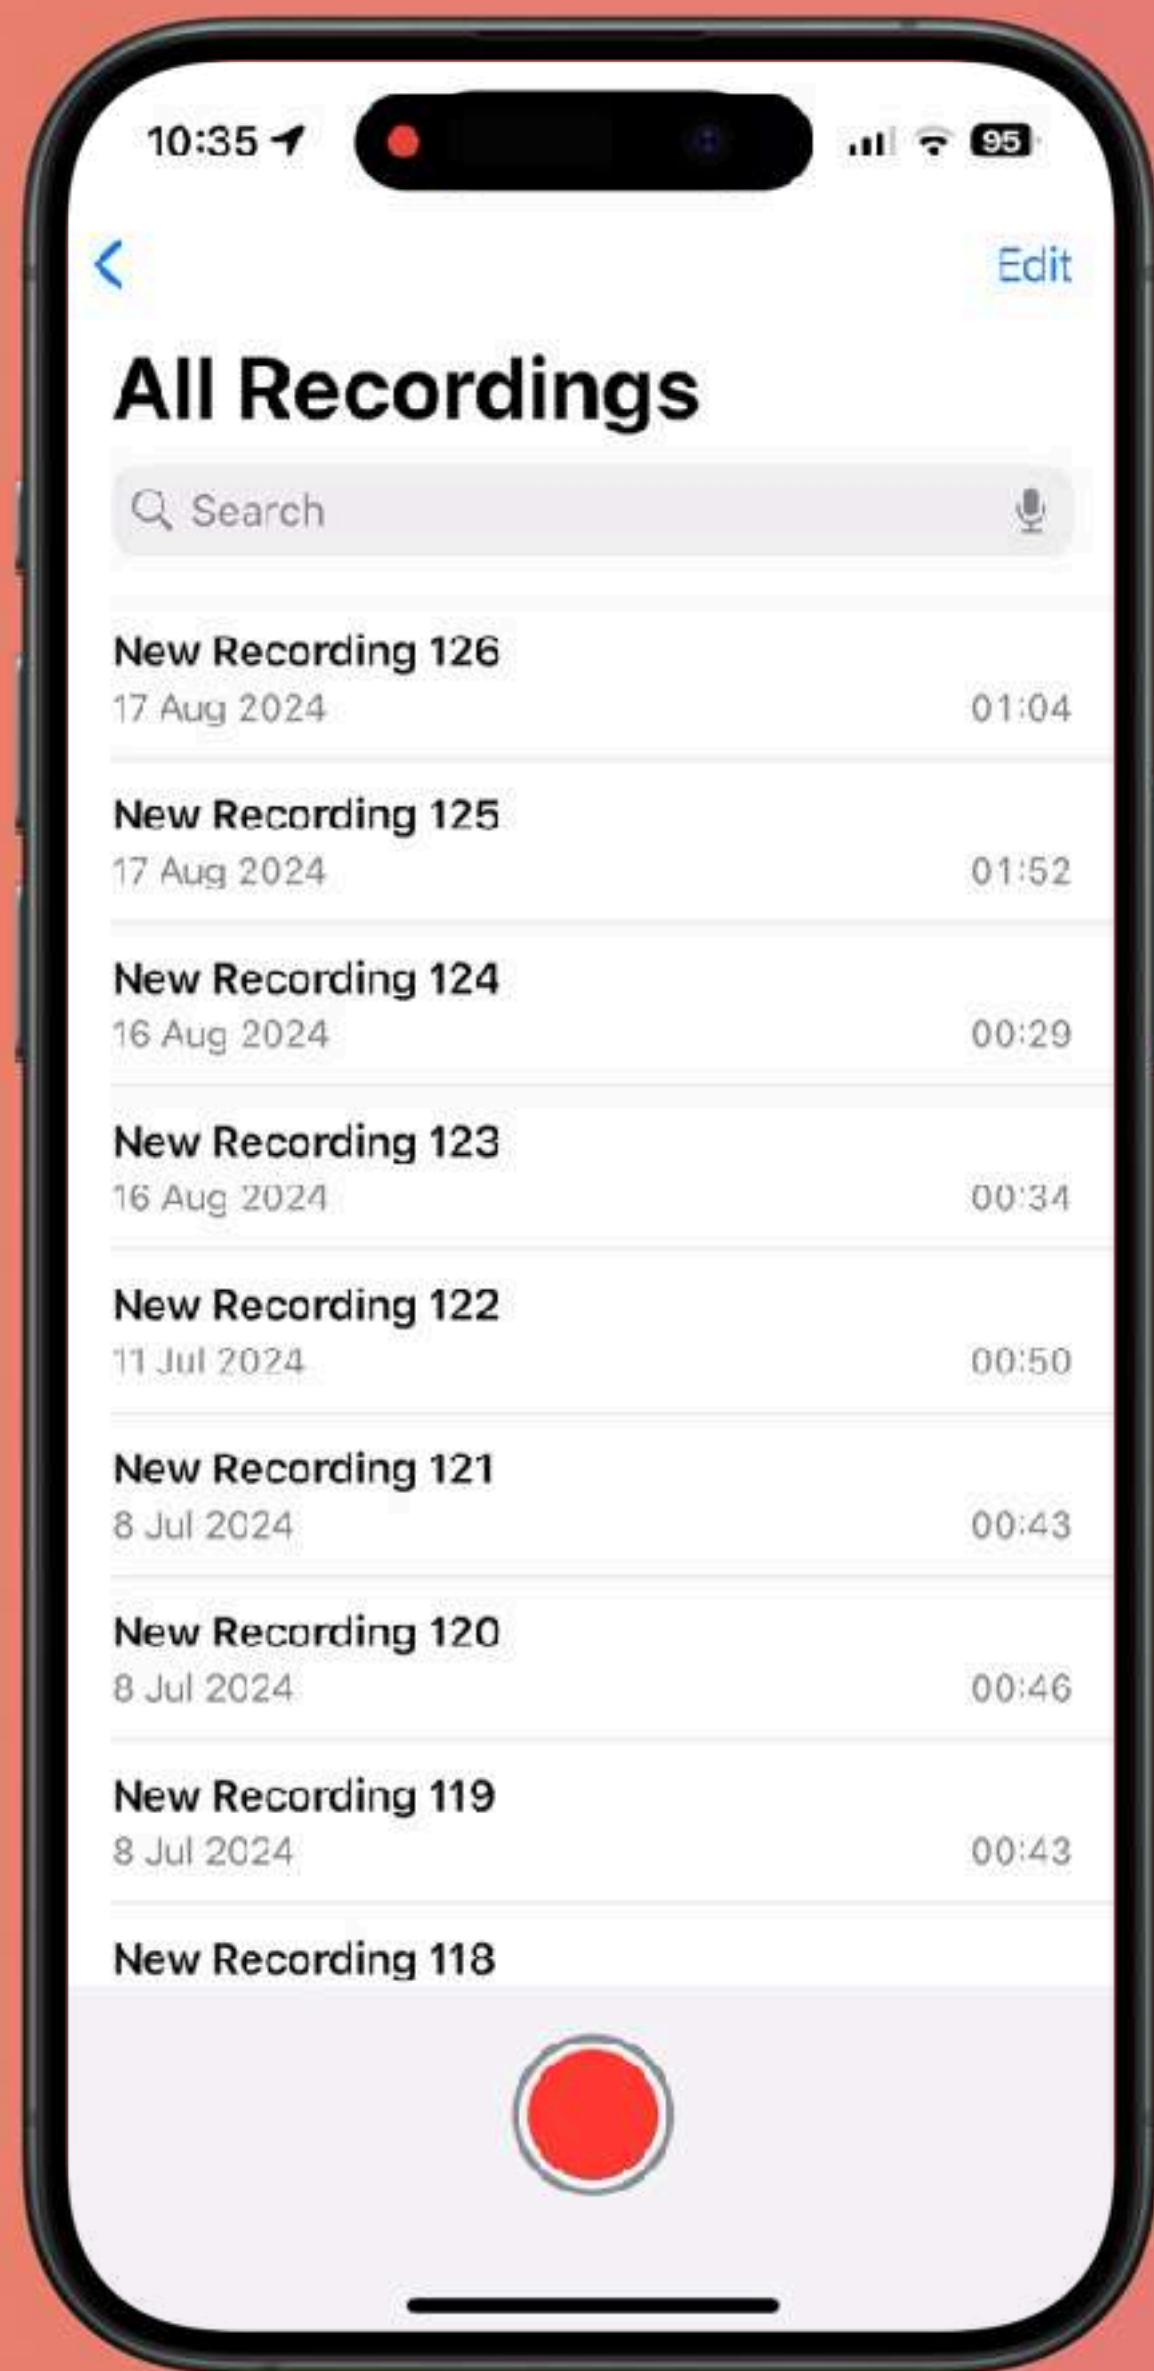 10:35
95
Edit
All Recordings
Search
New Recording 126
17 Aug 2024
01:04
New Recording 125
17 Aug 2024
01:52
New Recording 124
16 Aug 2024
00:29
New Recording 123
16 Aug 2024
00:34
New Recording 122
11 Jul 2024
00:50
New Recording 121
8 Jul 2024
00:43
New Recording 120
8 Jul 2024
00:46
New Recording 119
8 Jul 2024
00:43
New Recording 118